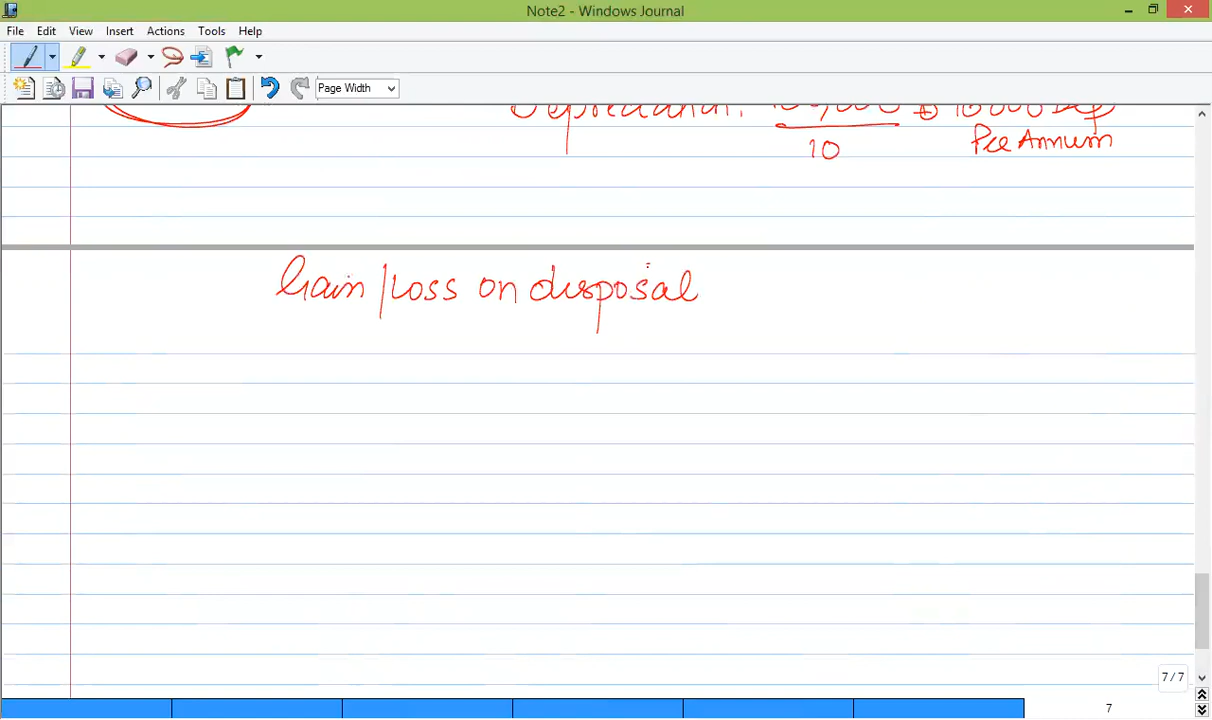 Note2 - Windows Journal
File Edit View Insert Actions Tools Help
Page Width
Depreciation.
10
Per Annum
Gain/Loss on disposal
7/7
7